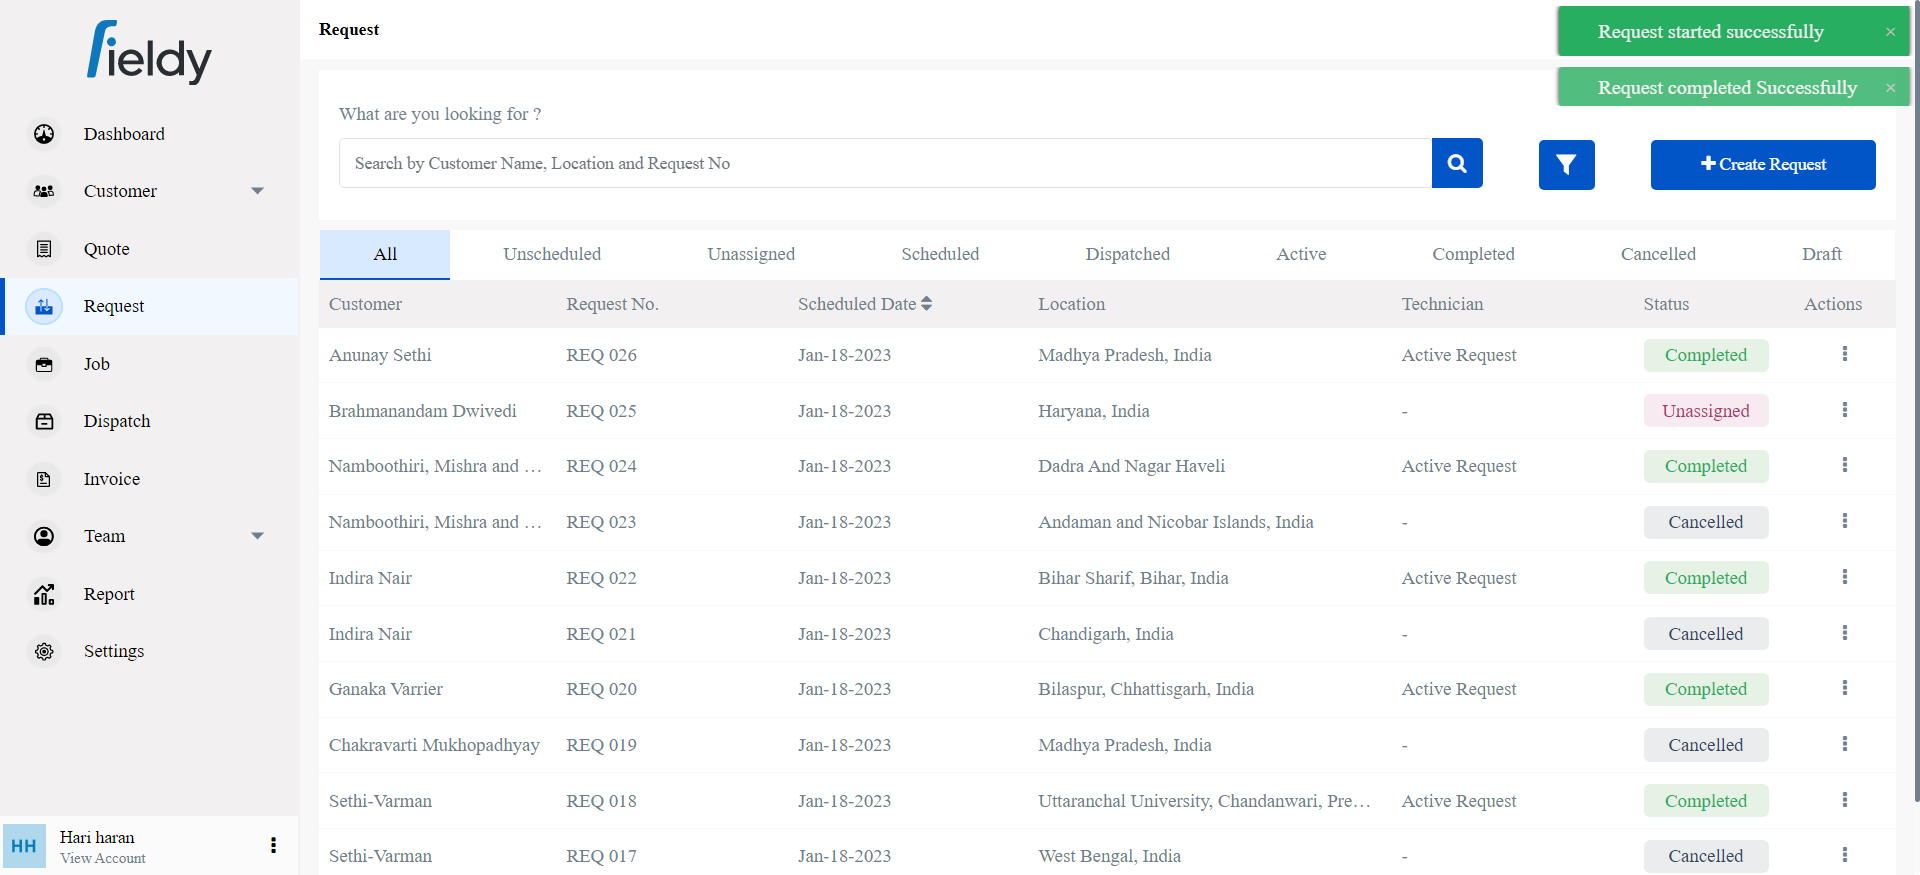 fieldy
Dashboard
Customer
Quote
Request
Job
Dispatch
Invoice
Team
Report
Settings
HH
Hari haran
View Account
Request
Request started successfully ×
Request completed Successfully ×
What are you looking for ?
Search by Customer Name, Location and Request No
Create Request
All Unscheduled Unassigned Scheduled Dispatched Active Completed Cancelled Draft
Customer Request No. Scheduled Date Location Technician Status Actions
Anunay Sethi REQ 026 Jan-18-2023 Madhya Pradesh, India Active Request Completed
Brahmanandam Dwivedi REQ 025 Jan-18-2023 Haryana, India - Unassigned
Namboothiri, Mishra and ... REQ 024 Jan-18-2023 Dadra And Nagar Haveli Active Request Completed
Namboothiri, Mishra and ... REQ 023 Jan-18-2023 Andaman and Nicobar Islands, India - Cancelled
Indira Nair REQ 022 Jan-18-2023 Bihar Sharif, Bihar, India Active Request Completed
Indira Nair REQ 021 Jan-18-2023 Chandigarh, India - Cancelled
Ganaka Varrier REQ 020 Jan-18-2023 Bilaspur, Chhattisgarh, India Active Request Completed
Chakravarti Mukhopadhyay REQ 019 Jan-18-2023 Madhya Pradesh, India - Cancelled
Sethi-Varman REQ 018 Jan-18-2023 Uttaranchal University, Chandanwari, Pre... Active Request Completed
Sethi-Varman REQ 017 Jan-18-2023 West Bengal, India - Cancelled